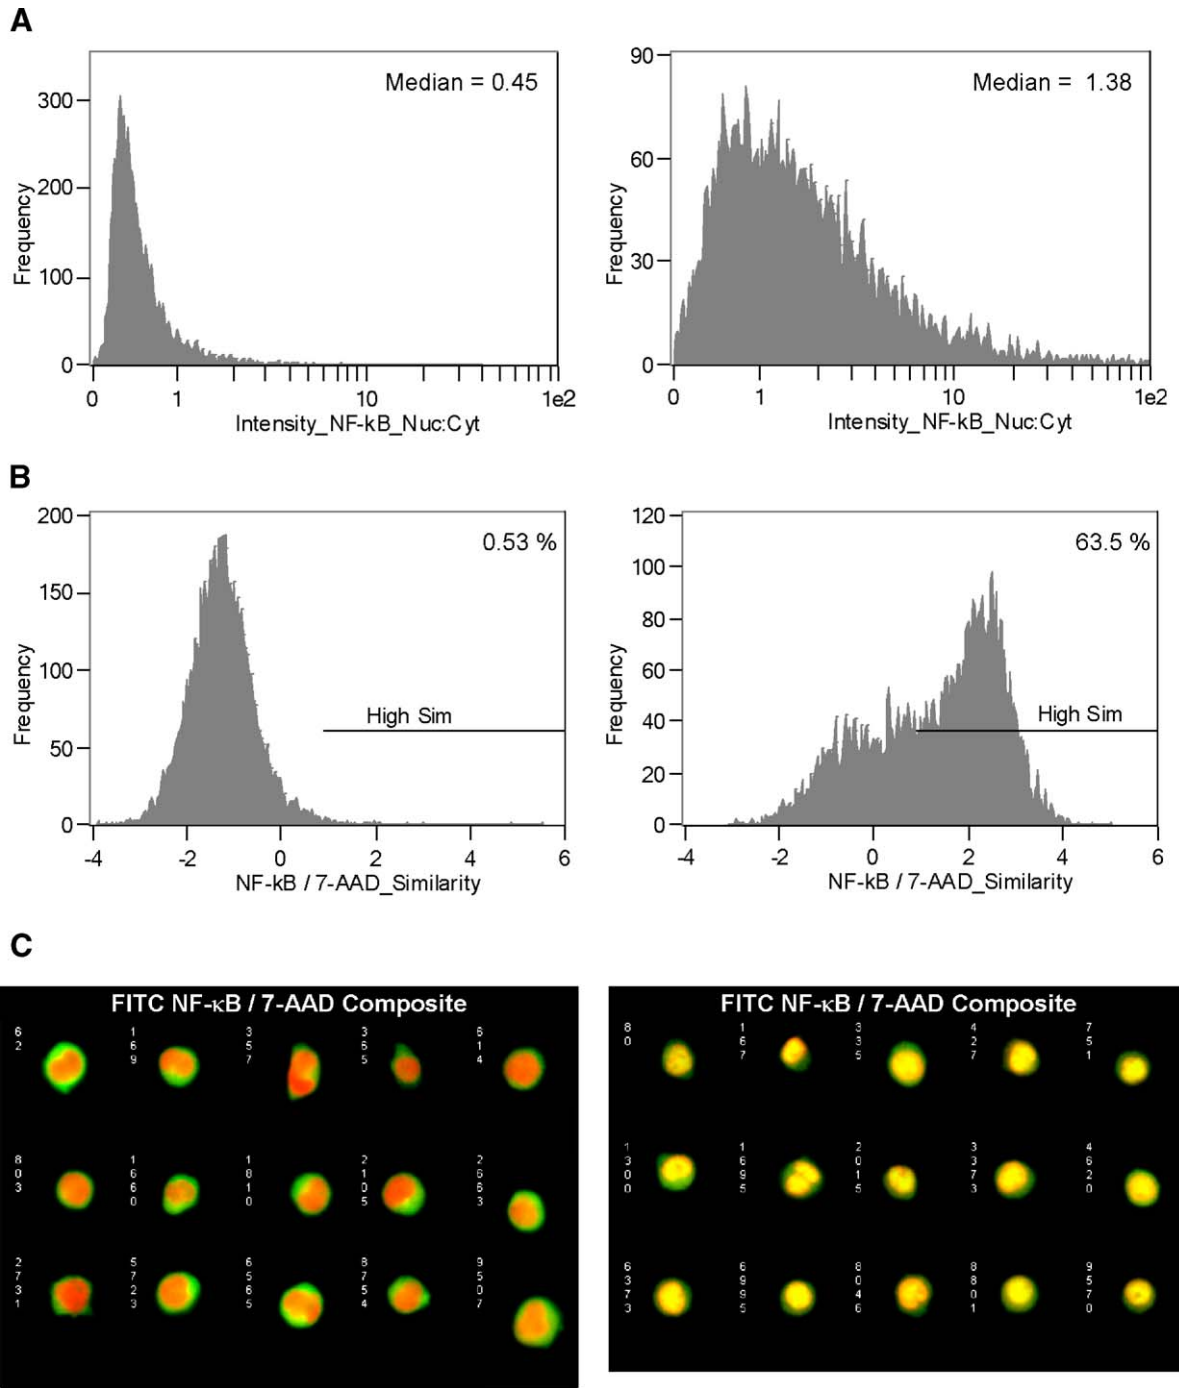 A
Median = 0.45
Frequency
300
200
100
0
0 1 10 1e2
Intensity_NF-kB_Nuc:Cyt
Median = 1.38
Frequency
90
60
30
0
0 1 10 1e2
Intensity_NF-kB_Nuc:Cyt
B
0.53 %
High Sim
Frequency
200
150
100
50
0
-4 -2 0 2 4 6
NF-kB / 7-AAD_Similarity
63.5 %
High Sim
Frequency
120
100
80
60
40
20
0
-4 -2 0 2 4 6
NF-kB / 7-AAD_Similarity
C
FITC NF-κB / 7-AAD Composite
62 169 357 365 614
803 1660 1810 2105 2663
2731 5723 6565 8754 9507
FITC NF-κB / 7-AAD Composite
80 167 335 427 751
1300 1695 2015 3373 4620
6373 6995 8046 8801 9570